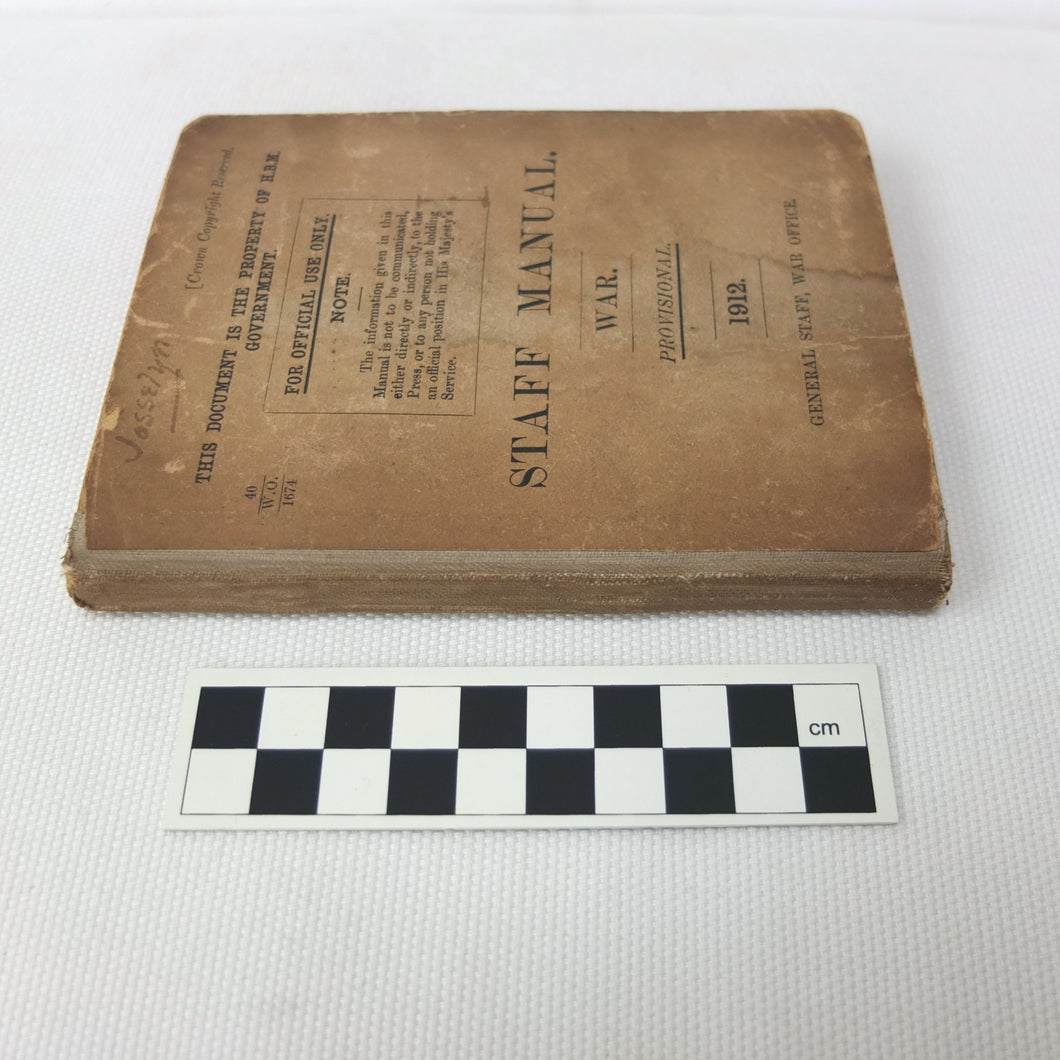 Josselyn
[Crown Copyright Reserved.
THIS DOCUMENT IS THE PROPERTY OF H.B.M.
GOVERNMENT.
40
W.O.
1674
FOR OFFICIAL USE ONLY.
NOTE.
The information given in this
Manual is not to be communicated,
either directly or indirectly, to the
Press, or to any person not holding
an official position in His Majesty's
Service.
STAFF MANUAL.
WAR.
PROVISIONAL.
1912.
GENERAL STAFF, WAR OFFICE
cm